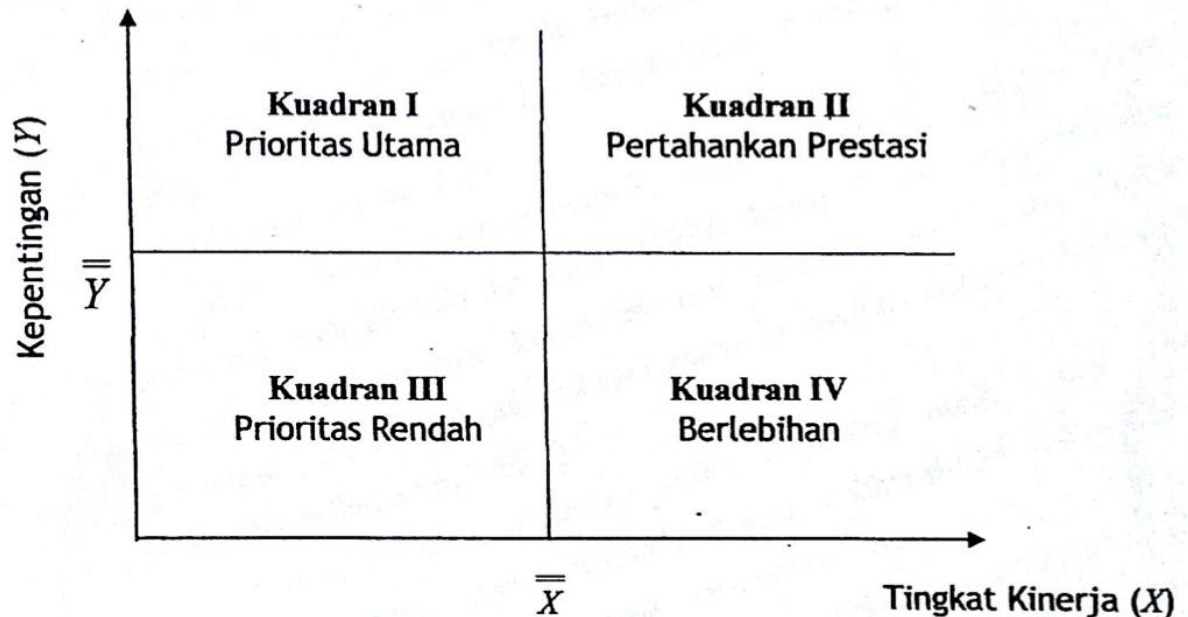 Kepentingan (Y)
Kuadran I
Prioritas Utama
Kuadran II
Pertahankan Prestasi
Y̿
Kuadran III
Prioritas Rendah
Kuadran IV
Berlebihan
X̿
Tingkat Kinerja (X)